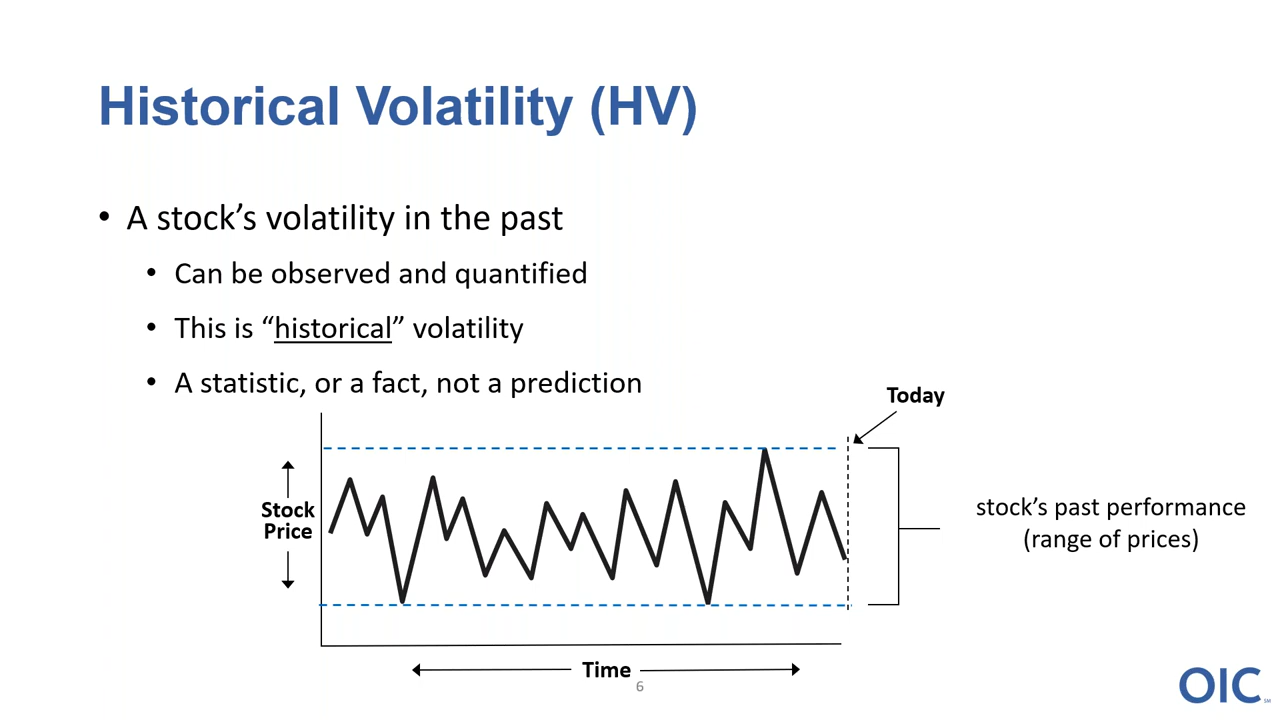 Historical Volatility (HV)
• A stock’s volatility in the past
• Can be observed and quantified
• This is “historical” volatility
• A statistic, or a fact, not a prediction
Today
Stock
Price
stock’s past performance
(range of prices)
Time
6
OIC
SM